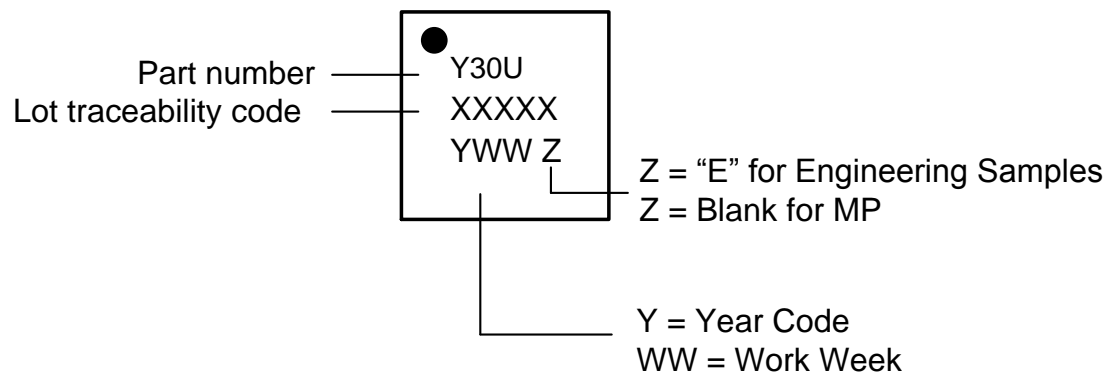 Part number
Lot traceability code
Y30U
XXXXX
YWW Z
Z = “E” for Engineering Samples
Z = Blank for MP
Y = Year Code
WW = Work Week